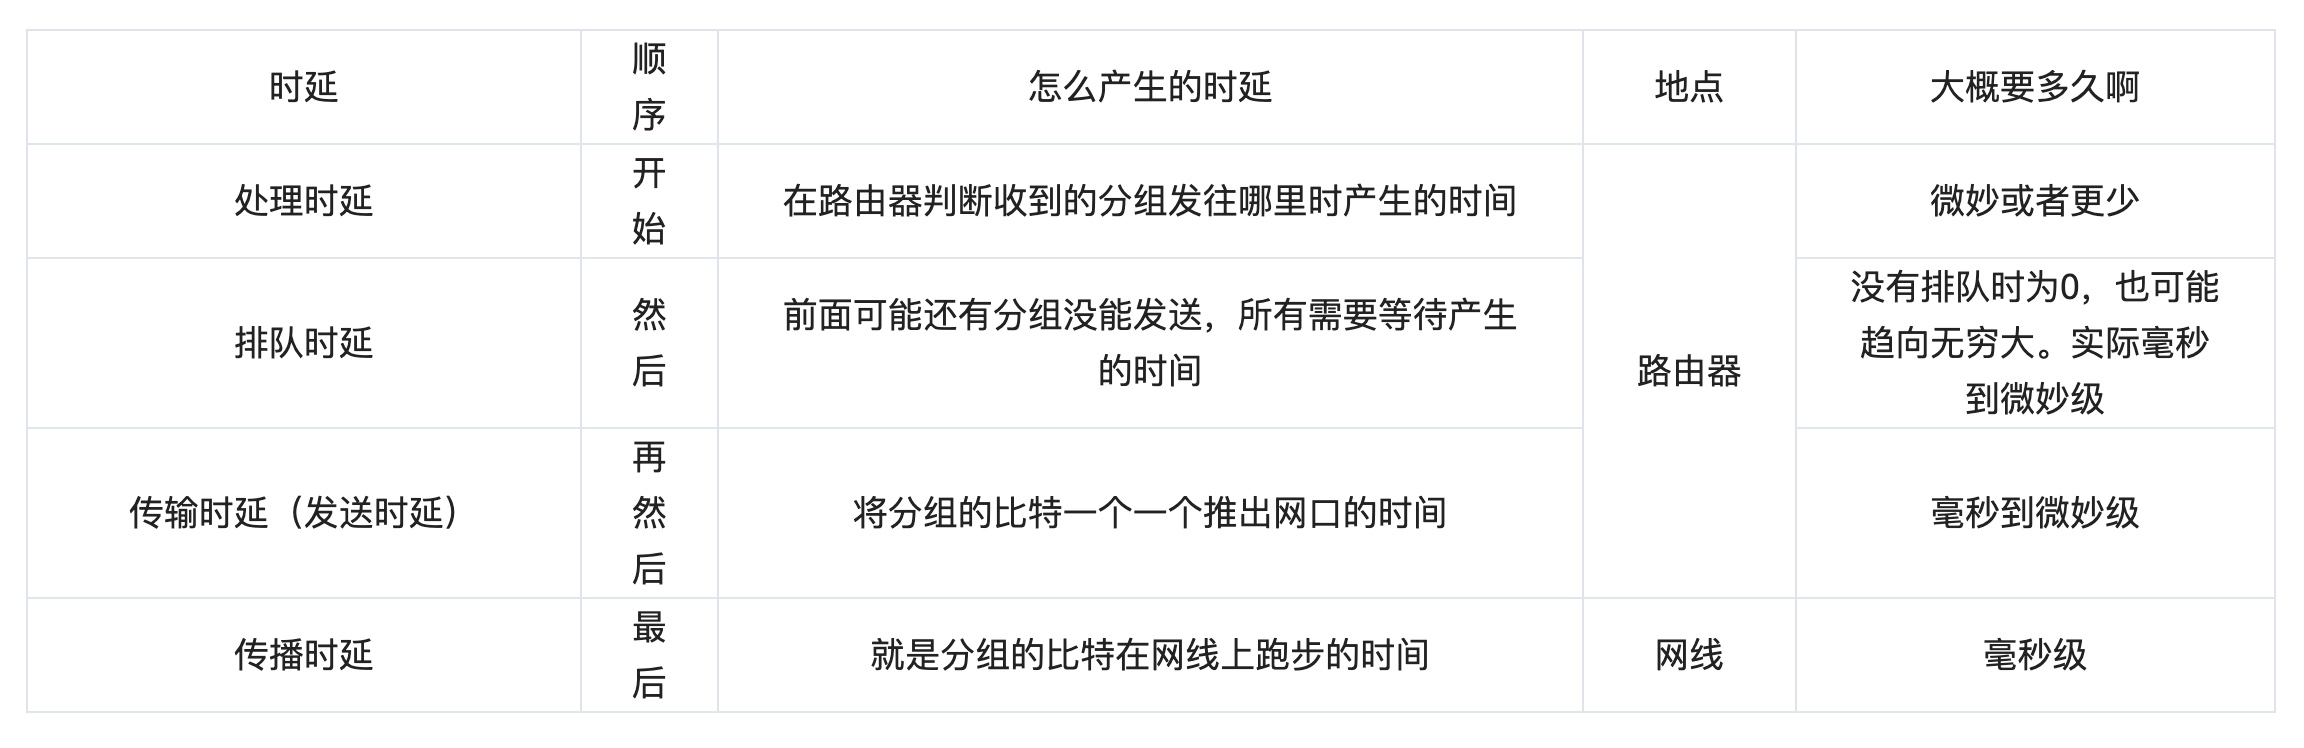 时延
顺
序
怎么产生的时延
地点
大概要多久啊
处理时延
开
始
在路由器判断收到的分组发往哪里时产生的时间
路由器
微妙或者更少
排队时延
然
后
前面可能还有分组没能发送，所有需要等待产生
的时间
没有排队时为0，也可能
趋向无穷大。实际毫秒
到微妙级
传输时延（发送时延）
再
然
后
将分组的比特一个一个推出网口的时间
毫秒到微妙级
传播时延
最
后
就是分组的比特在网线上跑步的时间
网线
毫秒级